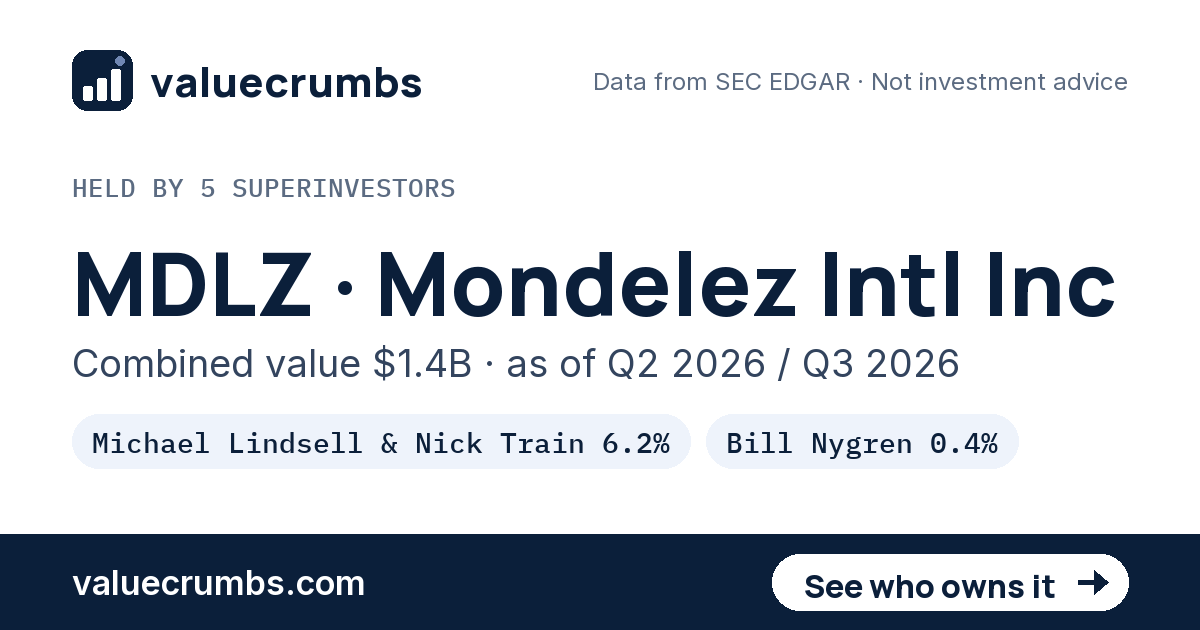 valuecrumbs
Data from SEC EDGAR · Not investment advice
HELD BY 5 SUPERINVESTORS
MDLZ · Mondelez Intl Inc
Combined value $1.4B · as of Q2 2026 / Q3 2026
Michael Lindsell & Nick Train 6.2%
Bill Nygren 0.4%
valuecrumbs.com
See who owns it →